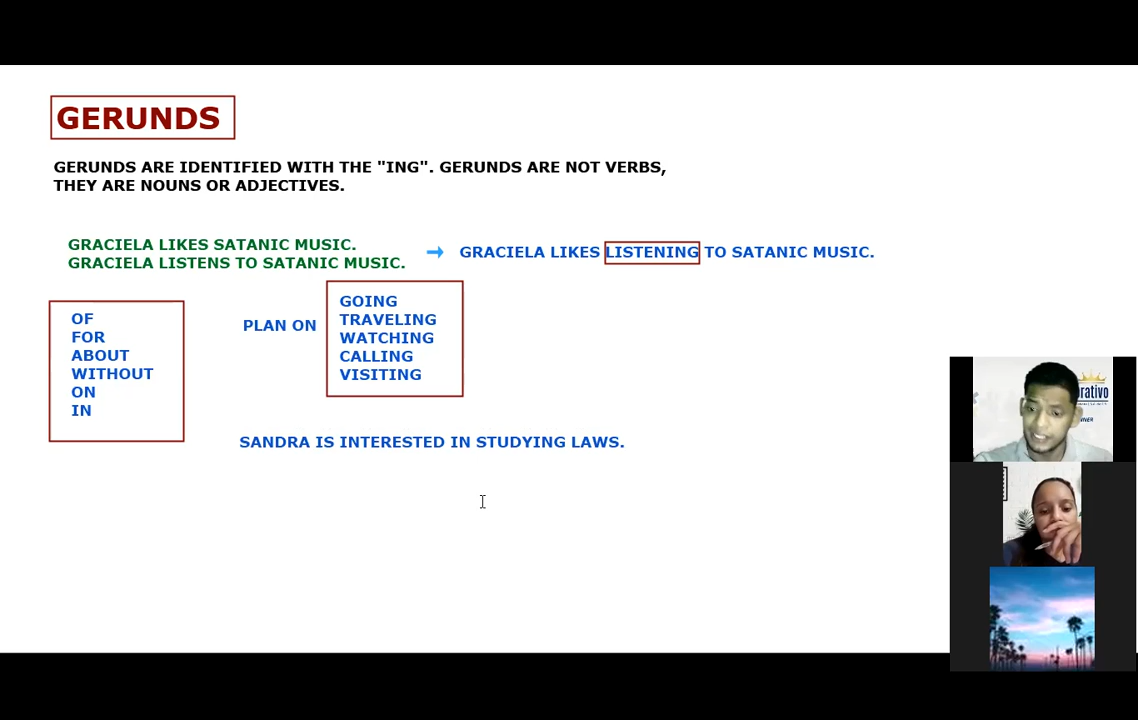 GERUNDS
GERUNDS ARE IDENTIFIED WITH THE "ING". GERUNDS ARE NOT VERBS,
THEY ARE NOUNS OR ADJECTIVES.
GRACIELA LIKES SATANIC MUSIC.
GRACIELA LISTENS TO SATANIC MUSIC.
→ GRACIELA LIKES LISTENING TO SATANIC MUSIC.
OF
FOR
ABOUT
WITHOUT
ON
IN
PLAN ON
GOING
TRAVELING
WATCHING
CALLING
VISITING
SANDRA IS INTERESTED IN STUDYING LAWS.